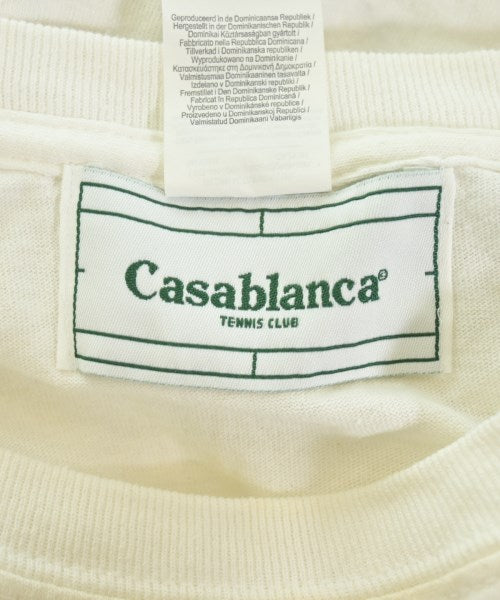 Geproduceerd in de Dominicaanse Republiek /
Hergestellt in der Dominikanischen Republik /
Dominikai Köztársaságban gyártott /
Fabbricato nella Republica Dominicana /
Tillverkad i Dominikanska republiken /
Wyprodukowano na Dominikanie /
Κατασκευάστηκε στη Δομινικανή Δημοκρατία /
Valmistusmaa Dominikaaninen tasavalta /
Izdelano v Dominikanski republiki /
Fremstillet i Den Dominikanske Republik /
Fabricat în Republica Dominicană /
Vyrobeno v Dominikánské republice /
Proizvedeno u Dominikanskoj Republici /
Valmistatud Dominikaani Vabariigis
Casablanca®
TENNIS CLUB